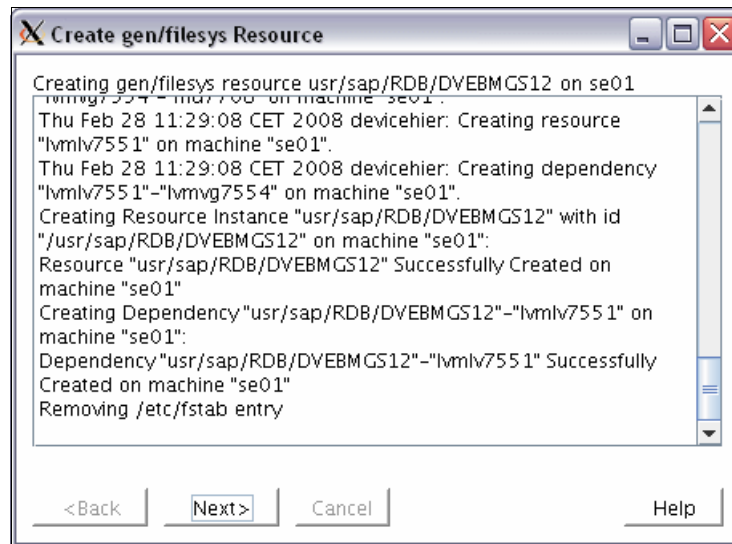 Create gen/filesys Resource
Creating gen/filesys resource usr/sap/RDB/DVEBMGS12 on se01
"lvmvg7554"-"md7708" on machine "se01".
Thu Feb 28 11:29:08 CET 2008 devicehier: Creating resource
"lvmlv7551" on machine "se01".
Thu Feb 28 11:29:08 CET 2008 devicehier: Creating dependency
"lvmlv7551"-"lvmvg7554" on machine "se01".
Creating Resource Instance "usr/sap/RDB/DVEBMGS12" with id
"/usr/sap/RDB/DVEBMGS12" on machine "se01":
Resource "usr/sap/RDB/DVEBMGS12" Successfully Created on
machine "se01"
Creating Dependency "usr/sap/RDB/DVEBMGS12"-"lvmlv7551" on
machine "se01":
Dependency "usr/sap/RDB/DVEBMGS12"-"lvmlv7551" Successfully
Created on machine "se01"
Removing /etc/fstab entry
<Back Next> Cancel Help